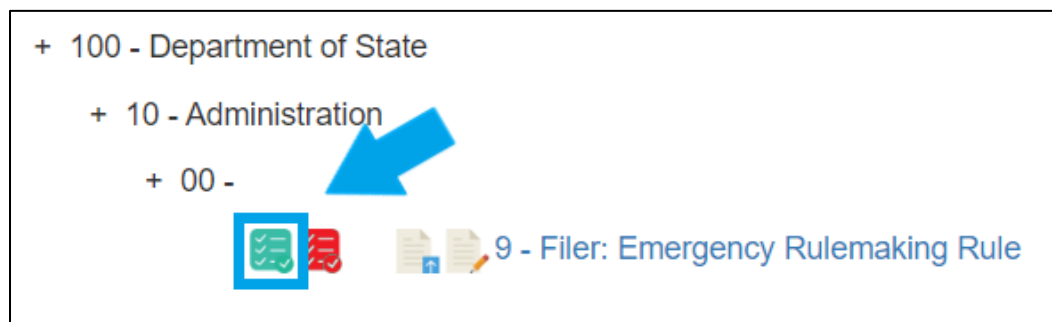 + 100 - Department of State
+ 10 - Administration
+ 00 -
9 - Filer: Emergency Rulemaking Rule